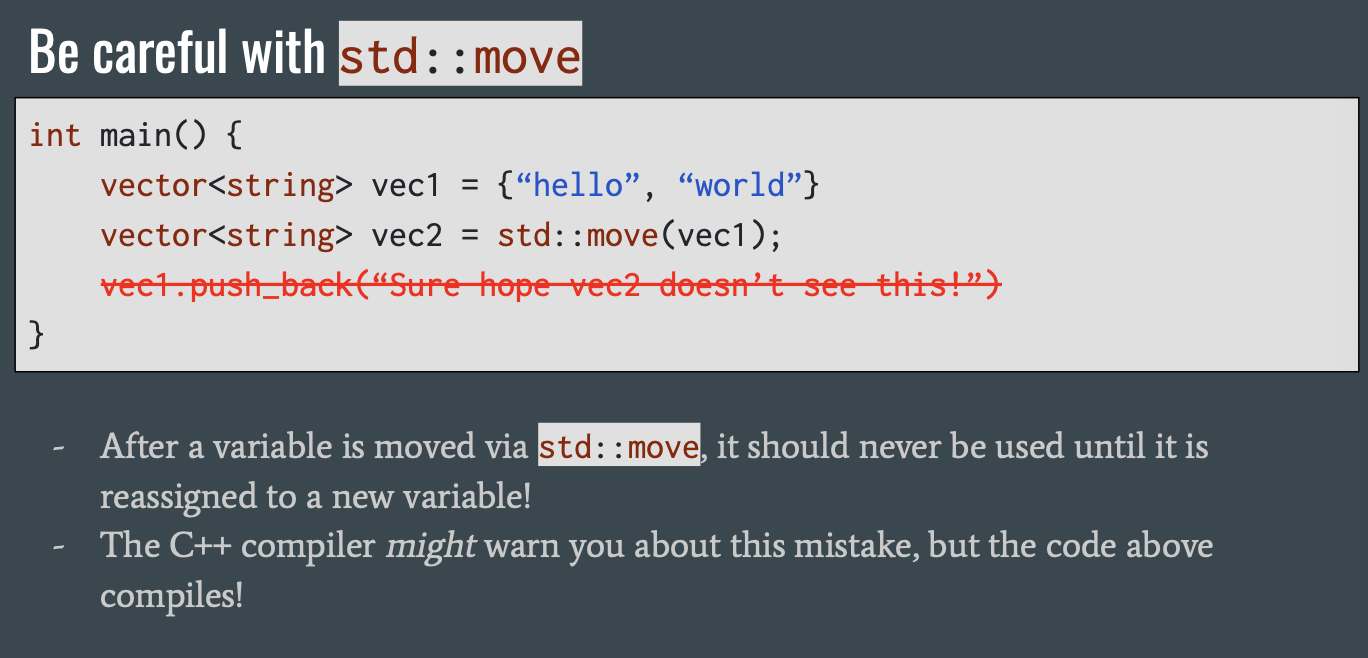 Be careful with std::move
int main() {
vector<string> vec1 = {“hello”, “world”}
vector<string> vec2 = std::move(vec1);
vec1.push_back(“Sure hope vec2 doesn’t see this!”)
}
- After a variable is moved via std::move, it should never be used until it is
reassigned to a new variable!
- The C++ compiler might warn you about this mistake, but the code above
compiles!